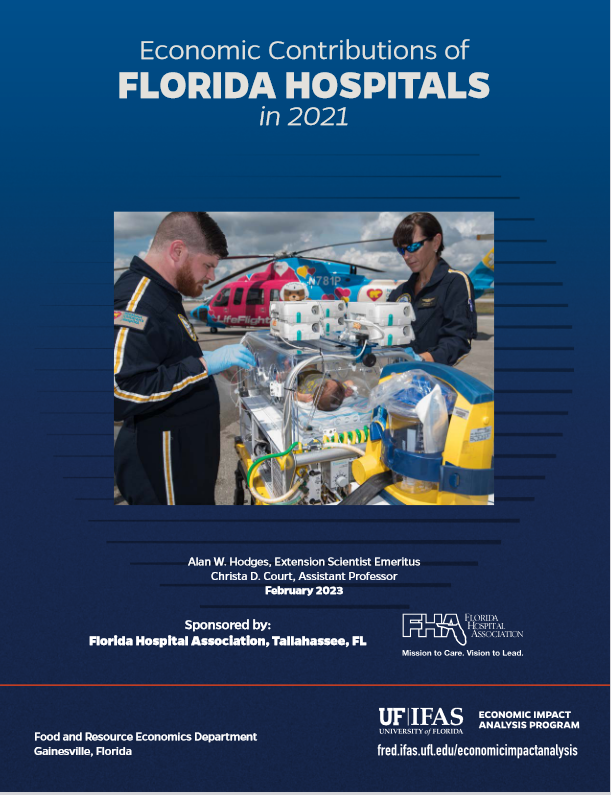 Economic Contributions of
FLORIDA HOSPITALS
in 2021
N781P
LifeFlight
Alan W. Hodges, Extension Scientist Emeritus
Christa D. Court, Assistant Professor
February 2023
Sponsored by:
Florida Hospital Association, Tallahassee, FL
FHA FLORIDA
HOSPITAL
ASSOCIATION
Mission to Care. Vision to Lead.
UF|IFAS
UNIVERSITY of FLORIDA
ECONOMIC IMPACT
ANALYSIS PROGRAM
Food and Resource Economics Department
Gainesville, Florida
fred.ifas.ufl.edu/economicimpactanalysis